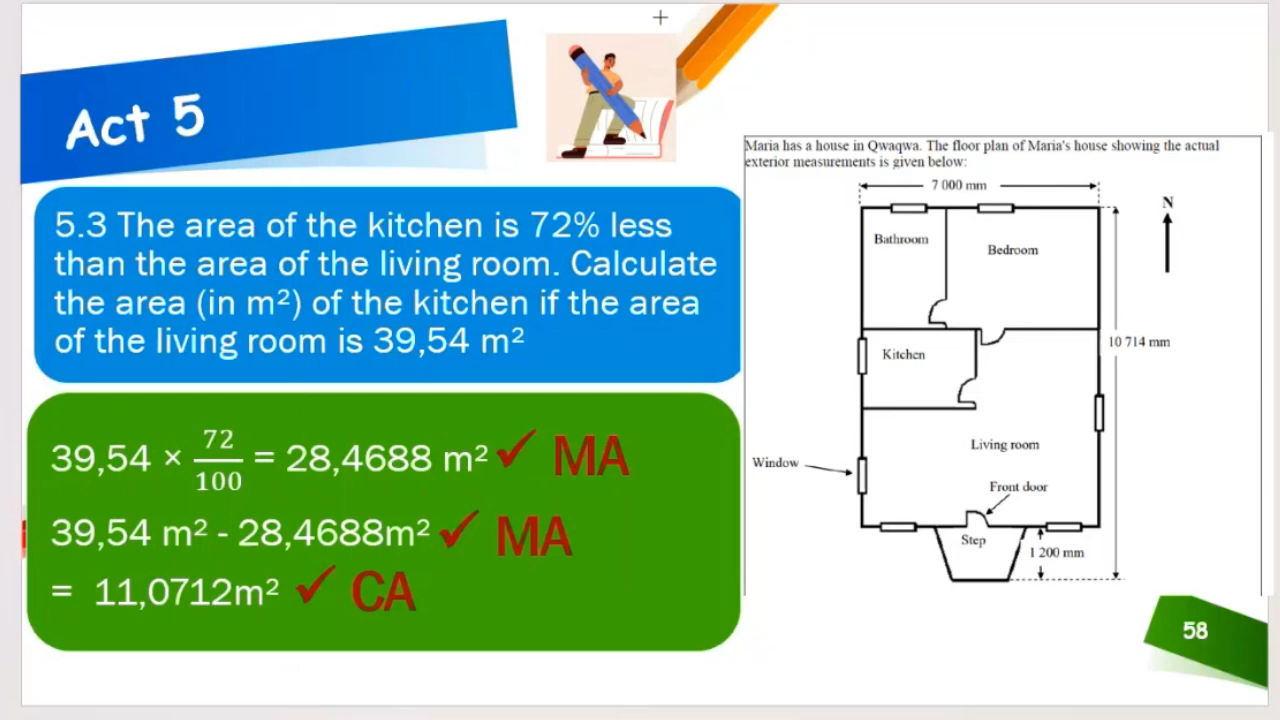 Act 5
5.3 The area of the kitchen is 72% less
than the area of the living room. Calculate
the area (in m²) of the kitchen if the area
of the living room is 39,54 m²
39,54 × 72/100 = 28,4688 m² ✓ MA
39,54 m² - 28,4688m² ✓ MA
= 11,0712m² ✓ CA
Maria has a house in Qwaqwa. The floor plan of Maria's house showing the actual
exterior measurements is given below:
7 000 mm
N
Bathroom
Bedroom
10 714 mm
Kitchen
Living room
Window
Front door
Step
1 200 mm
58